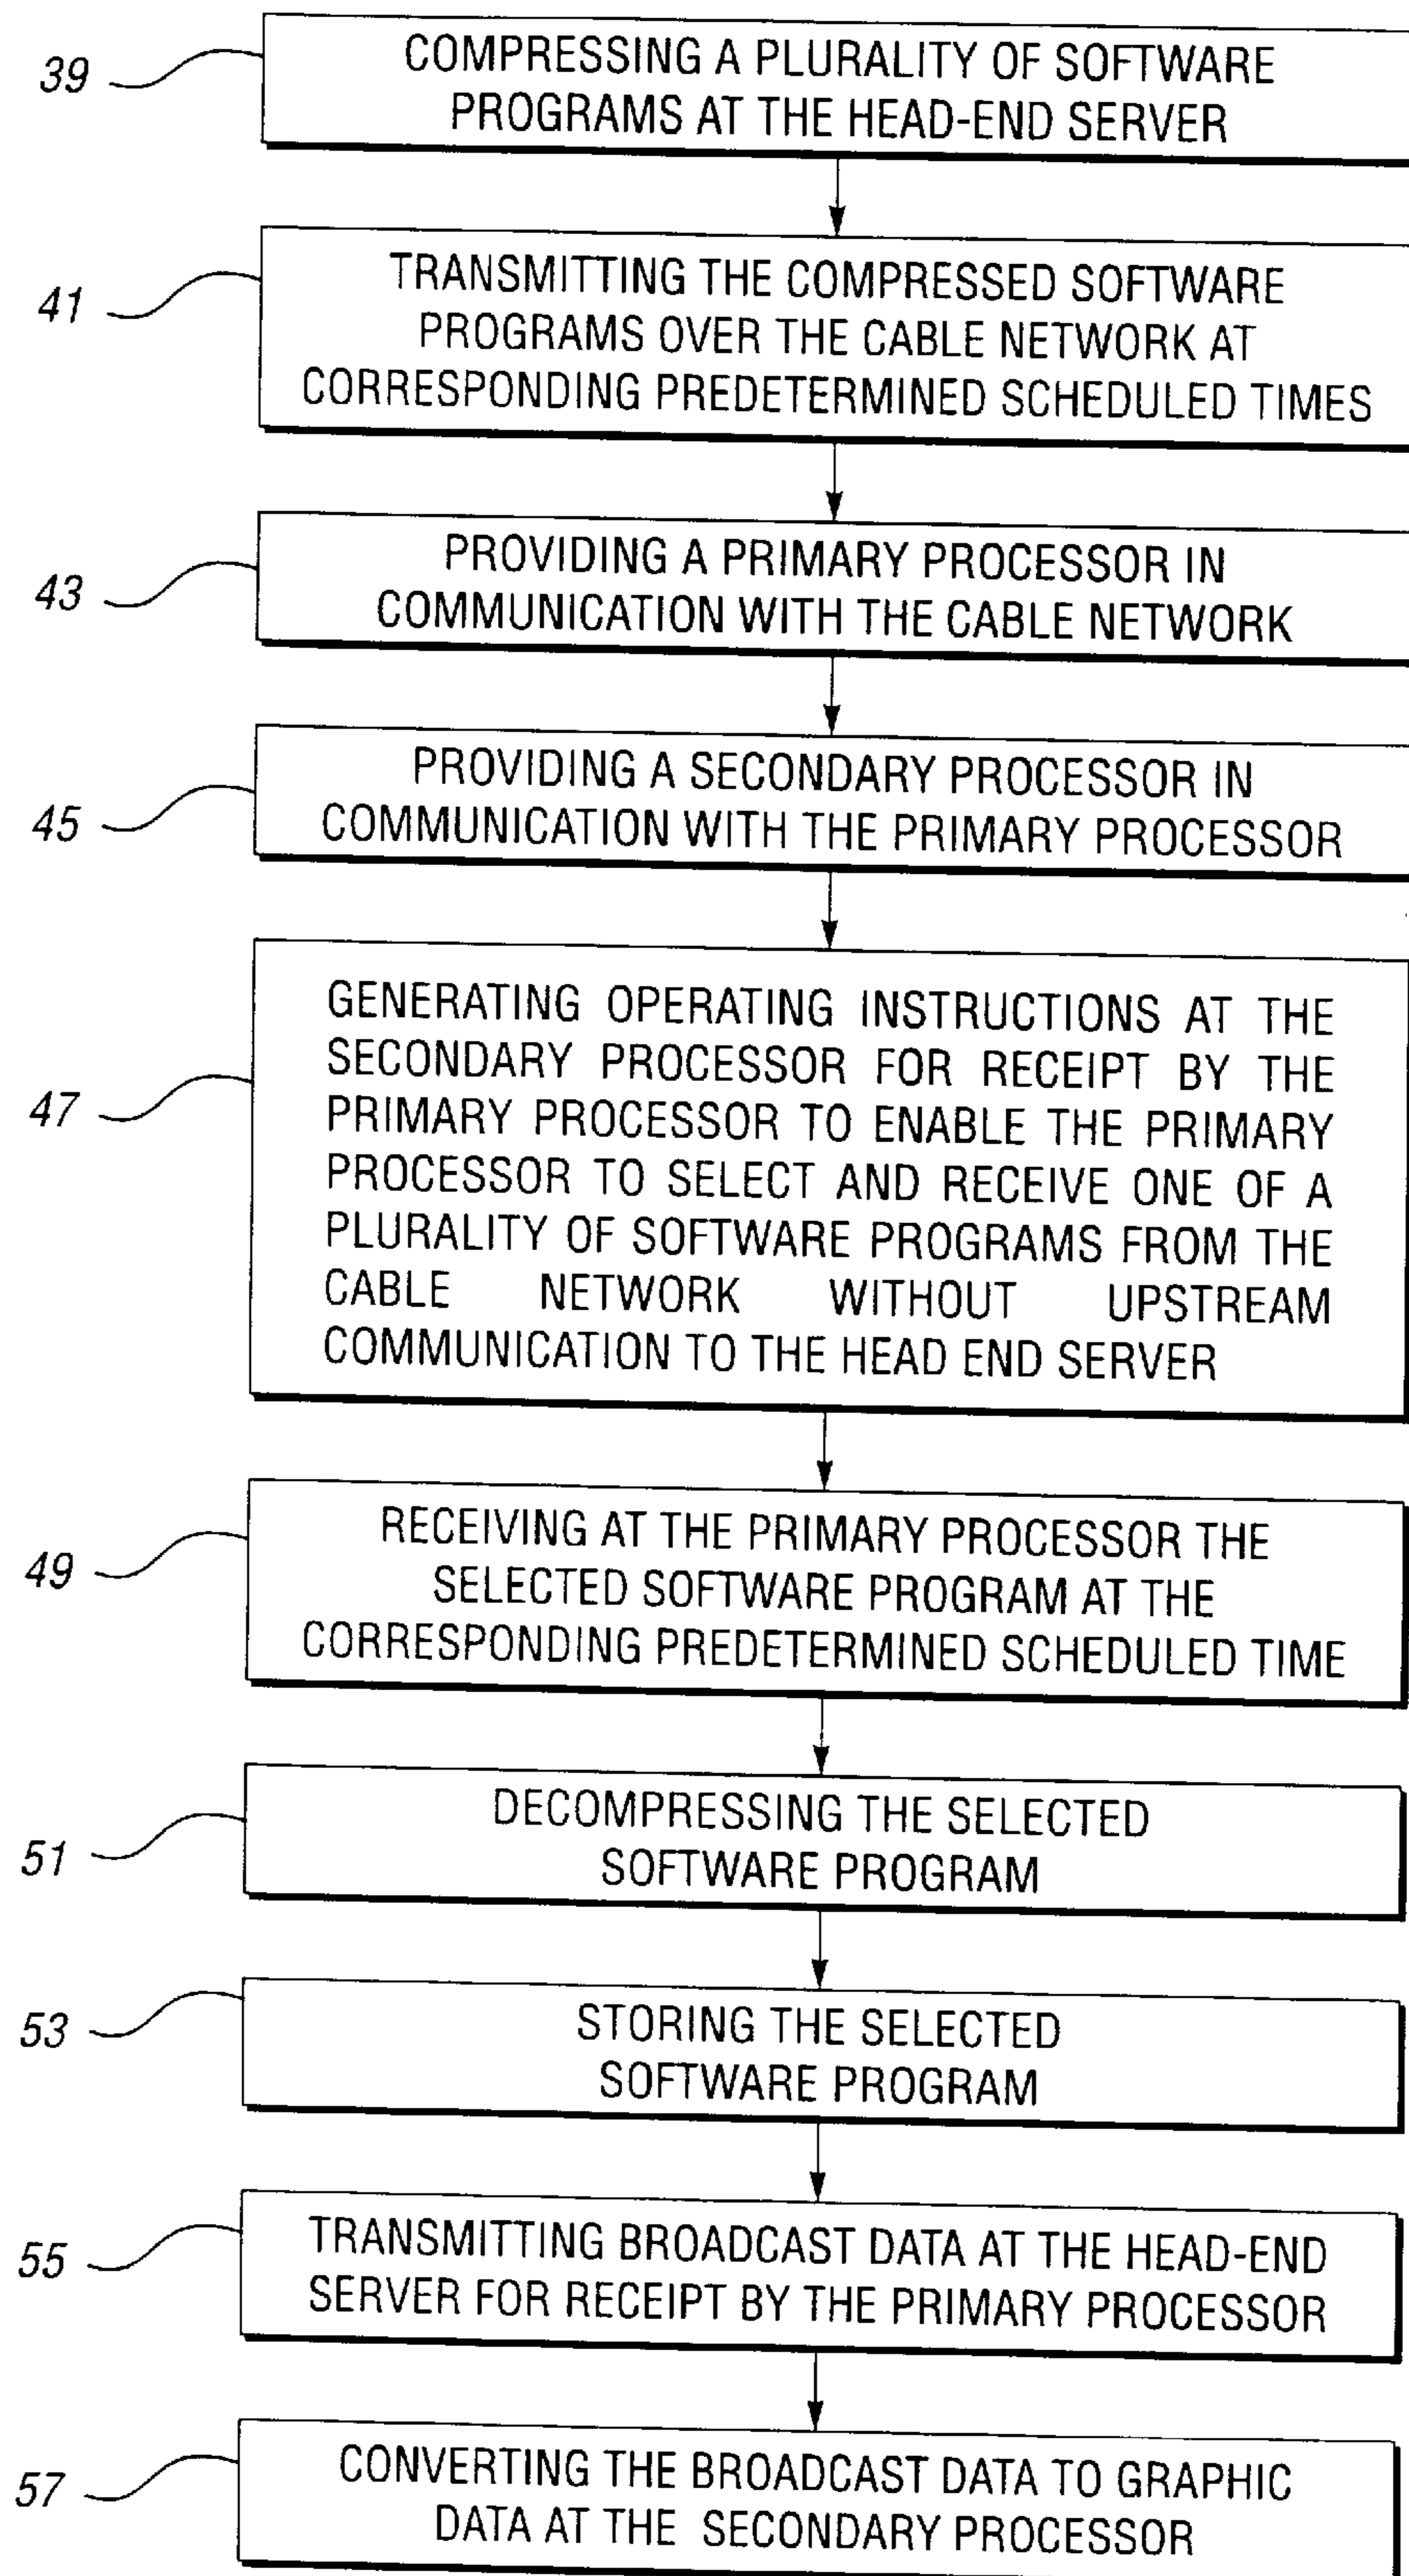 39
COMPRESSING A PLURALITY OF SOFTWARE
PROGRAMS AT THE HEAD-END SERVER
41
TRANSMITTING THE COMPRESSED SOFTWARE
PROGRAMS OVER THE CABLE NETWORK AT
CORRESPONDING PREDETERMINED SCHEDULED TIMES
43
PROVIDING A PRIMARY PROCESSOR IN
COMMUNICATION WITH THE CABLE NETWORK
45
PROVIDING A SECONDARY PROCESSOR IN
COMMUNICATION WITH THE PRIMARY PROCESSOR
47
GENERATING OPERATING INSTRUCTIONS AT THE
SECONDARY PROCESSOR FOR RECEIPT BY THE
PRIMARY PROCESSOR TO ENABLE THE PRIMARY
PROCESSOR TO SELECT AND RECEIVE ONE OF A
PLURALITY OF SOFTWARE PROGRAMS FROM THE
CABLE NETWORK WITHOUT UPSTREAM
COMMUNICATION TO THE HEAD END SERVER
49
RECEIVING AT THE PRIMARY PROCESSOR THE
SELECTED SOFTWARE PROGRAM AT THE
CORRESPONDING PREDETERMINED SCHEDULED TIME
51
DECOMPRESSING THE SELECTED
SOFTWARE PROGRAM
53
STORING THE SELECTED
SOFTWARE PROGRAM
55
TRANSMITTING BROADCAST DATA AT THE HEAD-END
SERVER FOR RECEIPT BY THE PRIMARY PROCESSOR
57
CONVERTING THE BROADCAST DATA TO GRAPHIC
DATA AT THE SECONDARY PROCESSOR